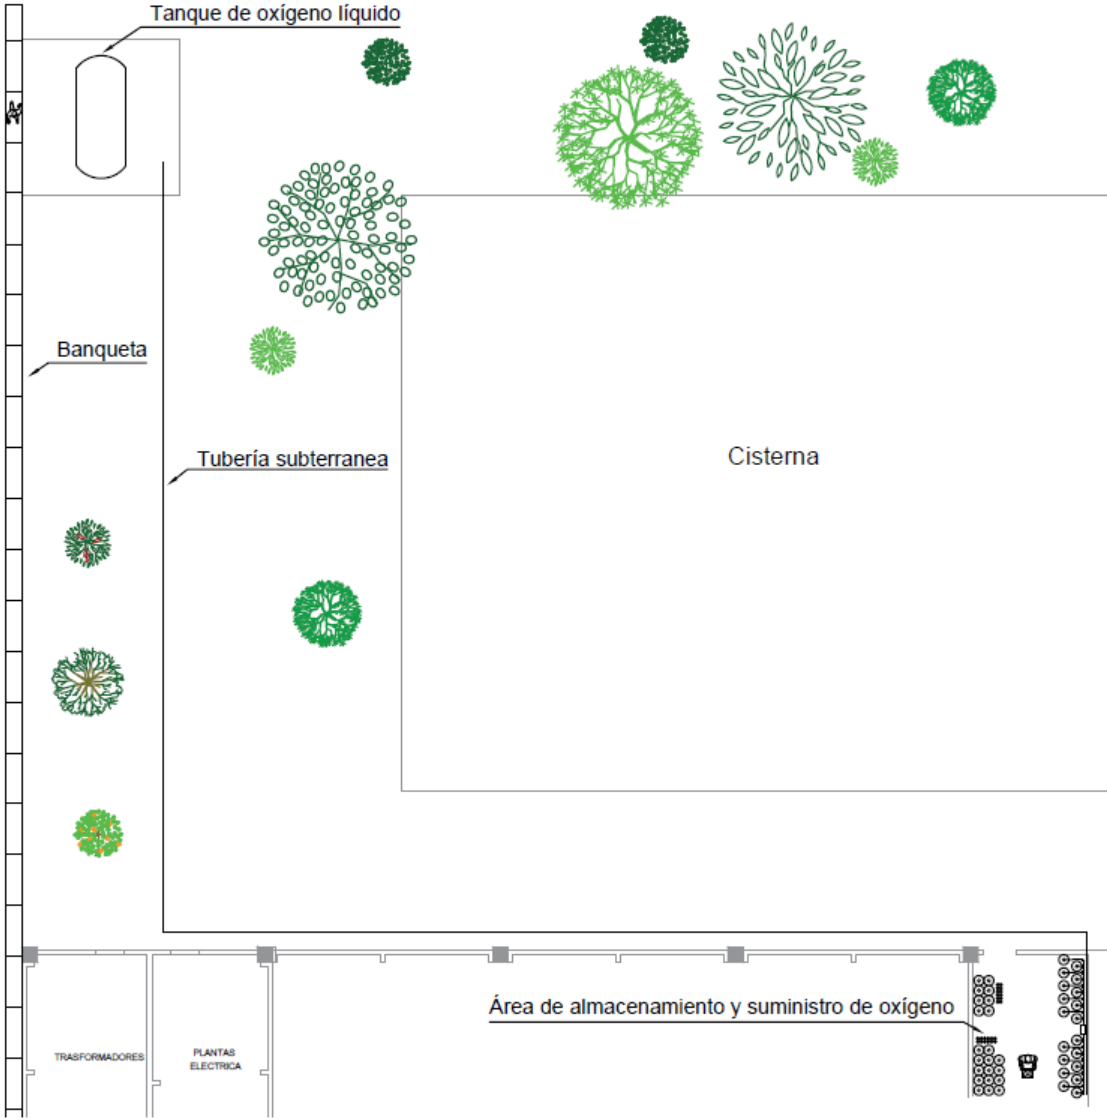 Tanque de oxígeno líquido
Banqueta
Tubería subterranea
Cisterna
Área de almacenamiento y suministro de oxígeno
TRASFORMADORES
PLANTAS
ELECTRICA